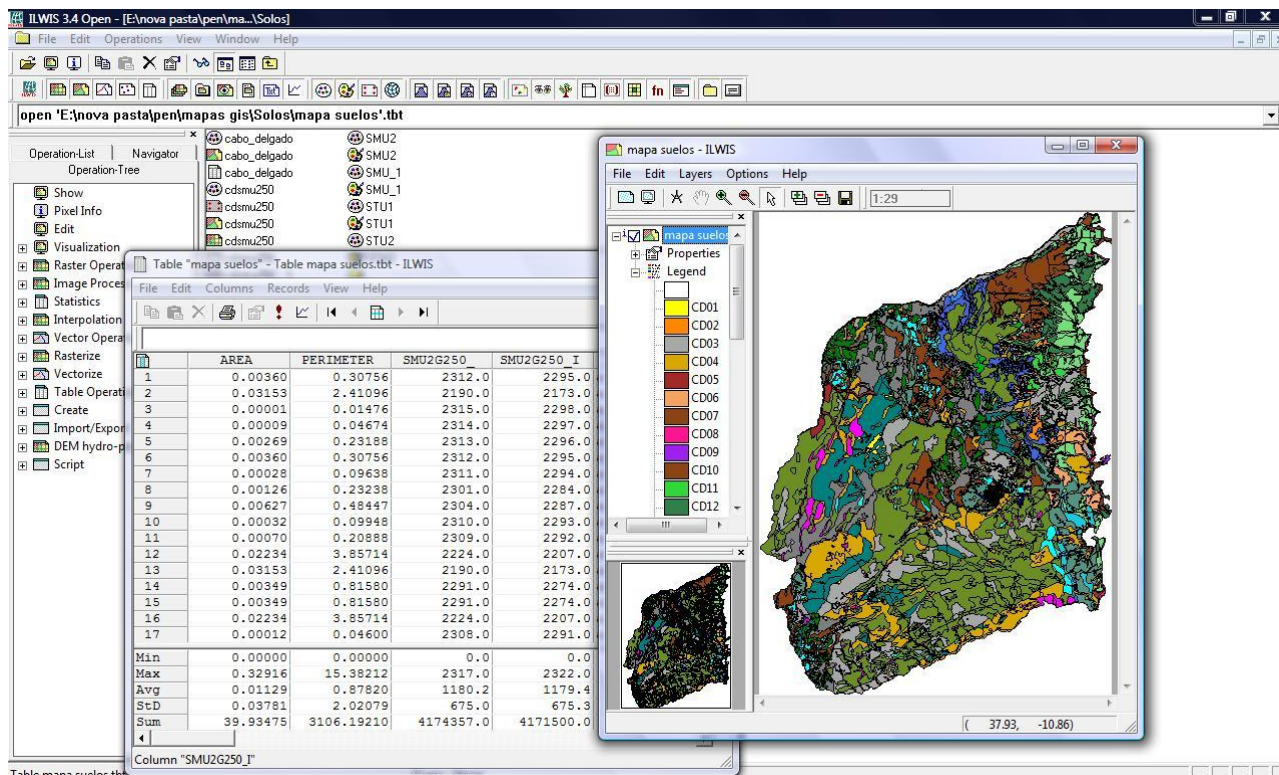 ILWIS 3.4 Open - [E:\nova pasta\pen\ma...\Solos]
File Edit Operations View Window Help
open 'E:\nova pasta\pen\mapas gis\Solos\mapa suelos'.tbt
Operation-List Navigator
Operation-Tree
Show
Pixel Info
Edit
Visualization
Raster Operat
Image Proces
Statistics
Interpolation
Vector Opera
Rasterize
Vectorize
Table Operati
Create
Import/Expor
DEM hydro-p
Script
cabo_delgado
cabo_delgado
cabo_delgado
cdsmu250
cdsmu250
cdsmu250
cdsmu250
SMU2
SMU2
SMU_1
SMU_1
STU1
STU1
STU2
Table "mapa suelos" - Table mapa suelos.tbt - ILWIS
File Edit Columns Records View Help
AREA PERIMETER SMU2G250_ SMU2G250_I
1 0.00360 0.30756 2312.0 2295.0
2 0.03153 2.41096 2190.0 2173.0
3 0.00001 0.01476 2315.0 2298.0
4 0.00009 0.04674 2314.0 2297.0
5 0.00269 0.23188 2313.0 2296.0
6 0.00360 0.30756 2312.0 2295.0
7 0.00028 0.09638 2311.0 2294.0
8 0.00126 0.23238 2301.0 2284.0
9 0.00627 0.48447 2304.0 2287.0
10 0.00032 0.09948 2310.0 2293.0
11 0.00070 0.20888 2309.0 2292.0
12 0.02234 3.85714 2224.0 2207.0
13 0.03153 2.41096 2190.0 2173.0
14 0.00349 0.81580 2291.0 2274.0
15 0.00349 0.81580 2291.0 2274.0
16 0.02234 3.85714 2224.0 2207.0
17 0.00012 0.04600 2308.0 2291.0
Min 0.00000 0.00000 0.0 0.0
Max 0.32916 15.38212 2317.0 2322.0
Avg 0.01129 0.87820 1180.2 1179.4
StD 0.03781 2.02079 675.0 675.3
Sum 39.93475 3106.19210 4174357.0 4171500.0
Column "SMU2G250_I"
mapa suelos - ILWIS
File Edit Layers Options Help
1:29
mapa suelos
Properties
Legend
CD01
CD02
CD03
CD04
CD05
CD06
CD07
CD08
CD09
CD10
CD11
CD12
( 37.93, -10.86)
Table mapa suelos.tbt